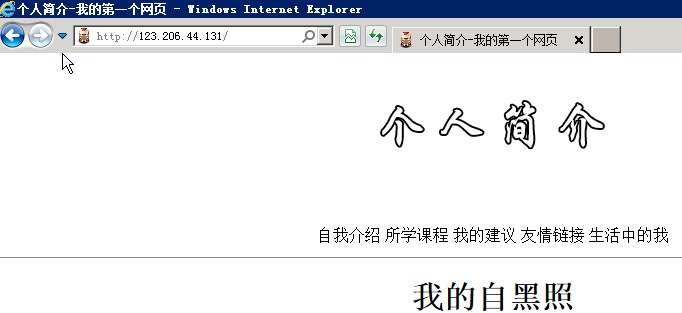 个人简介-我的第一个网页 - Windows Internet Explorer
http://123.206.44.131/
个人简介-我的第一个网页
个人简介
自我介绍 所学课程 我的建议 友情链接 生活中的我
我的自黑照